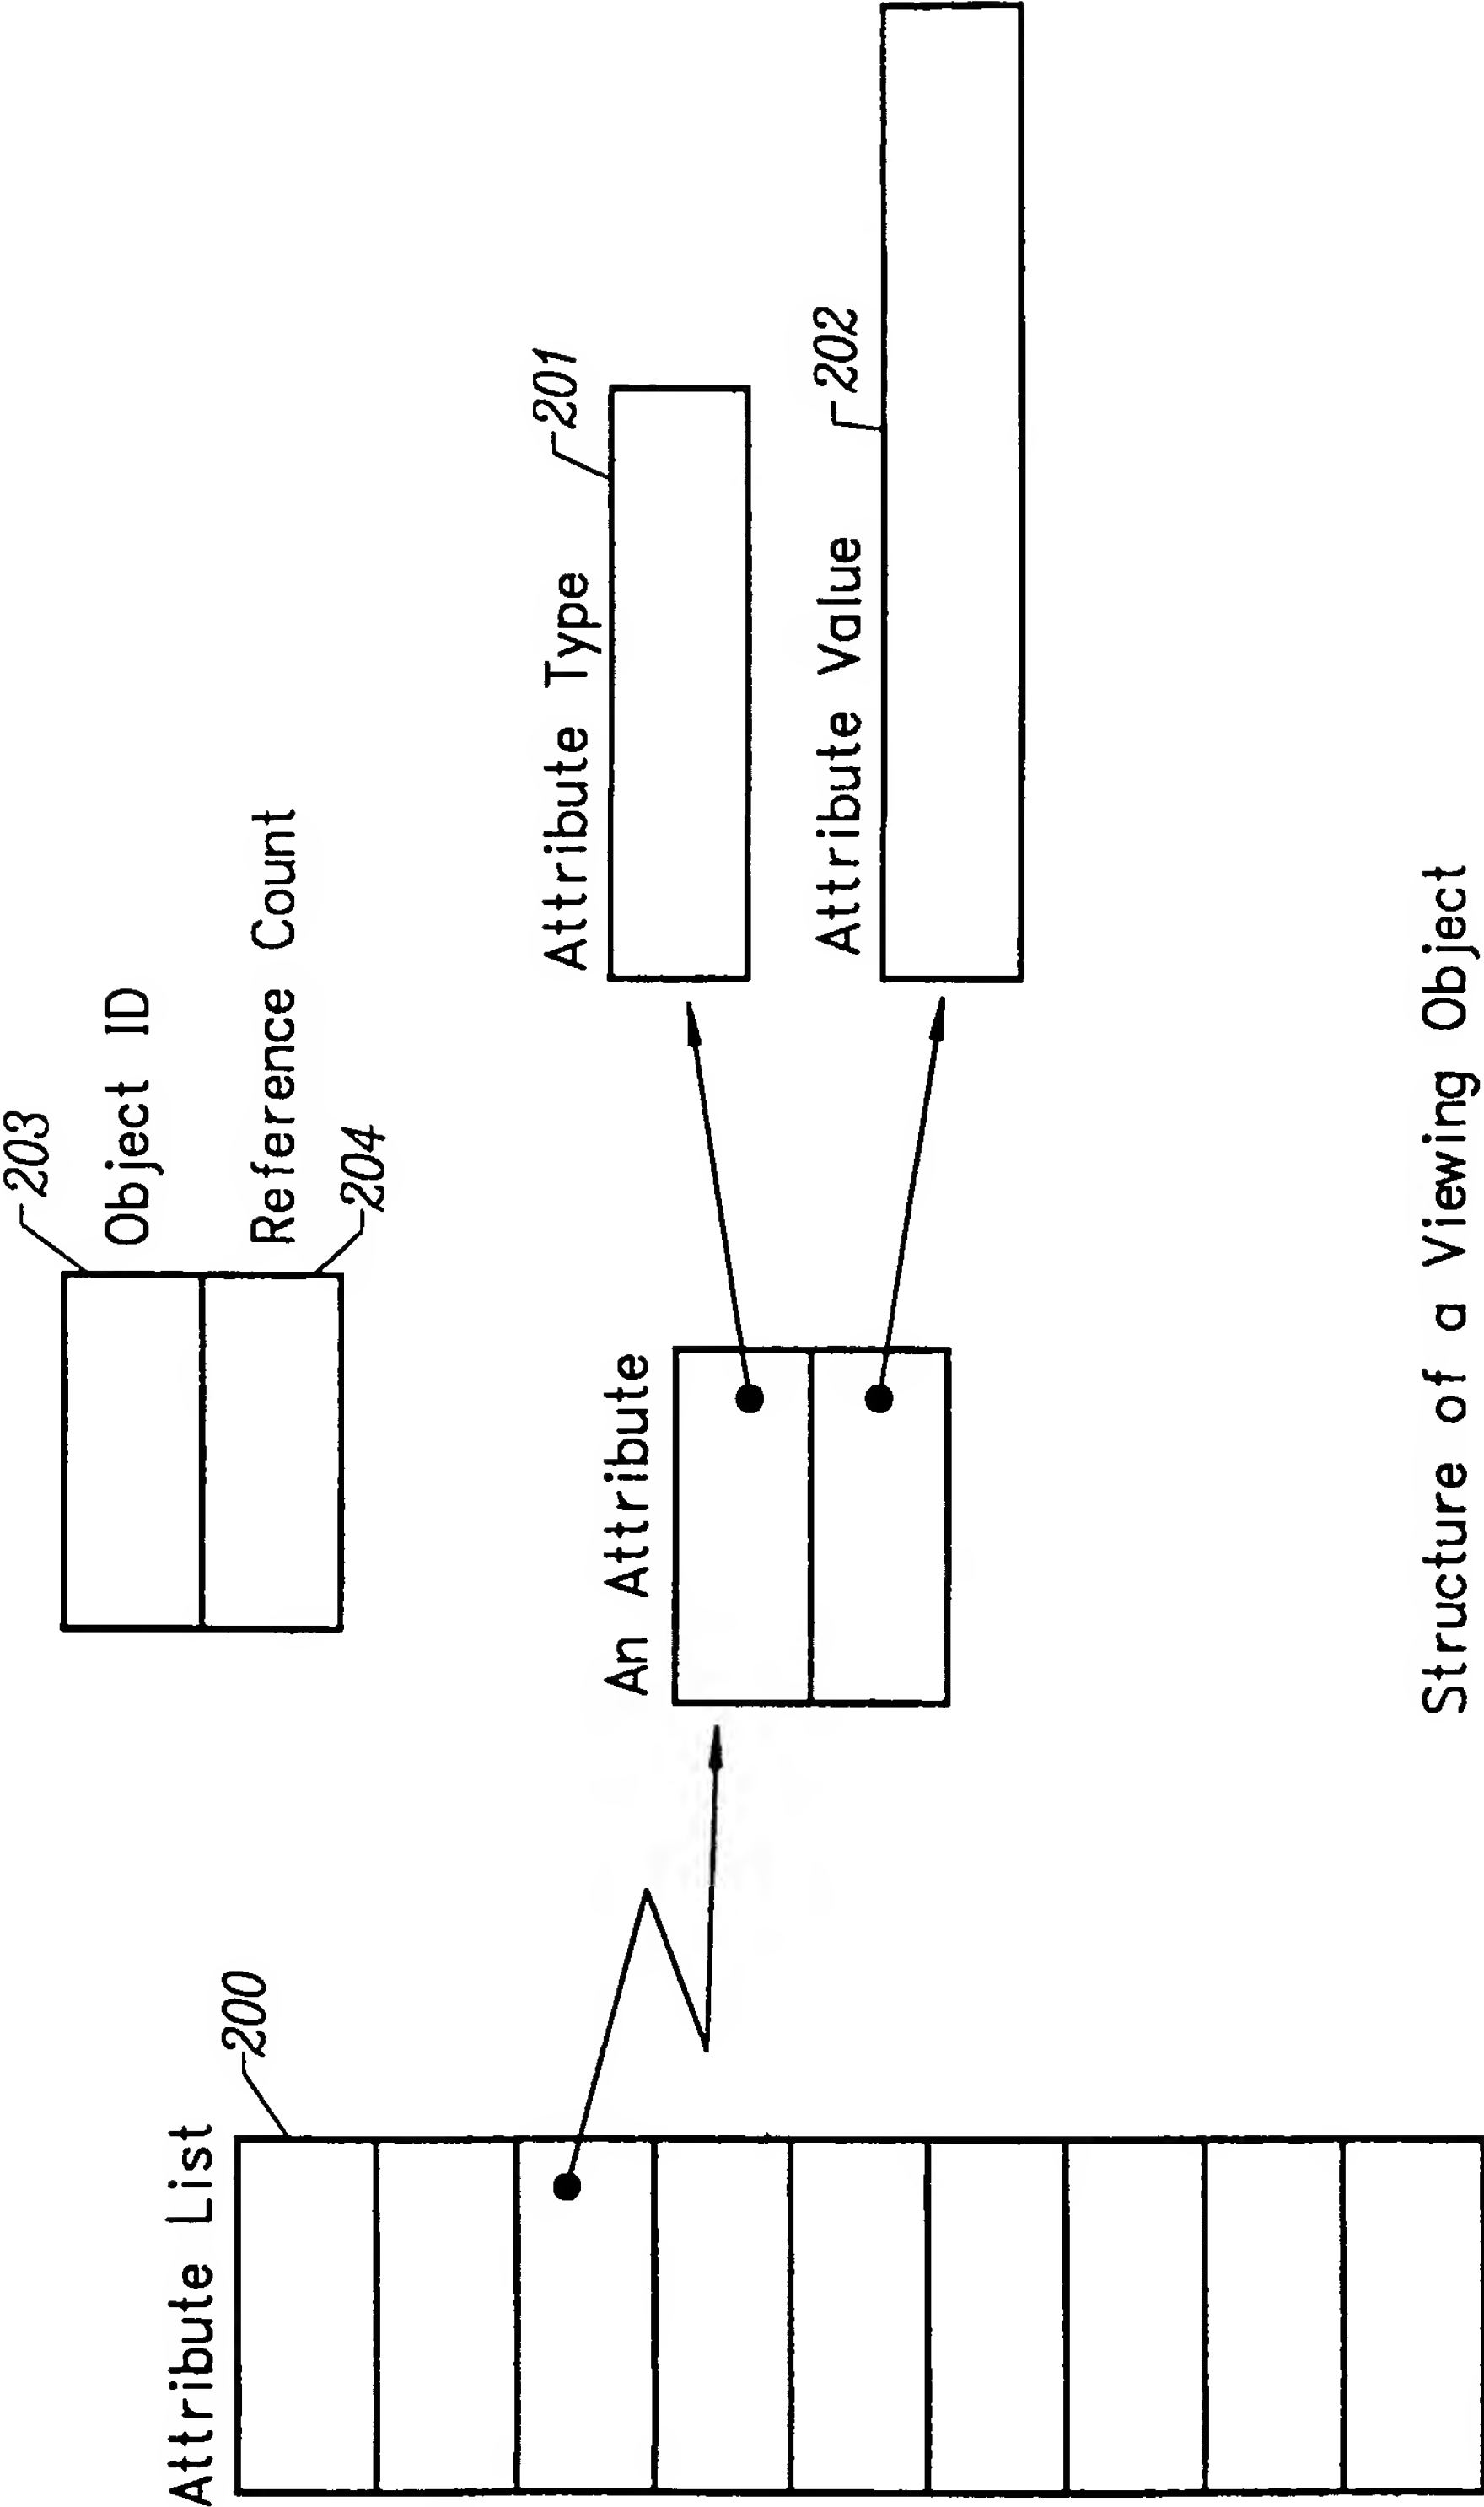 203
Object ID
Reference Count
204
Attribute List
200
An Attribute
Attribute Type
201
Attribute Value
202
Structure of a Viewing Object